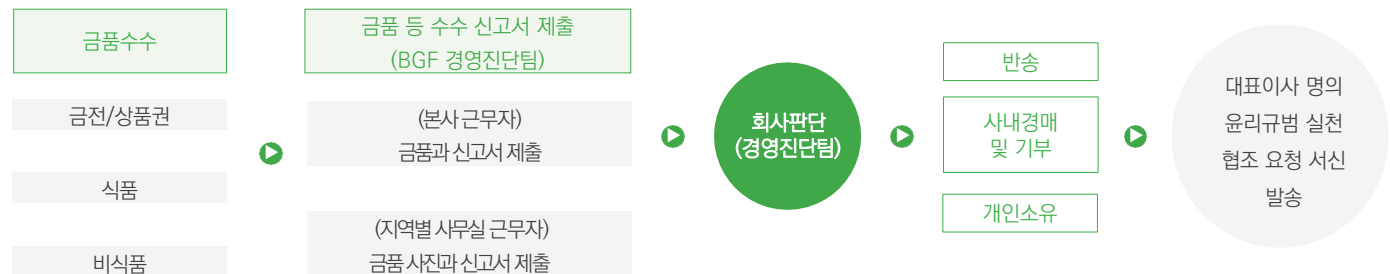 금품수수
금전/상품권
식품
비식품
금품 등 수수 신고서 제출
(BGF 경영진단팀)
(본사 근무자)
금품과 신고서 제출
(지역별 사무실 근무자)
금품 사진과 신고서 제출
회사판단
(경영진단팀)
반송
사내경매
및 기부
개인소유
대표이사 명의
윤리규범 실천
협조 요청 서신
발송